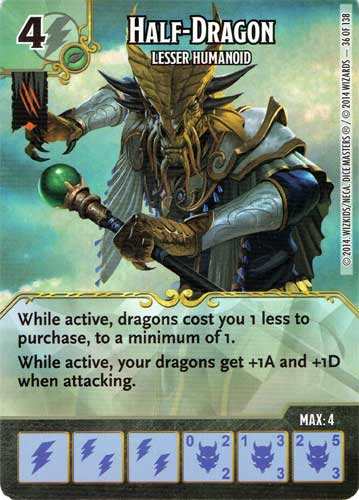 4
HALF-DRAGON
LESSER HUMANOID
© 2014 WIZKIDS/NECA. DICE MASTERS® / © 2014 WIZARDS — 36 OF 138
While active, dragons cost you 1 less to
purchase, to a minimum of 1.
While active, your dragons get +1A and +1D
when attacking.
MAX: 4
0 2 2
1 3 3
2 5 3